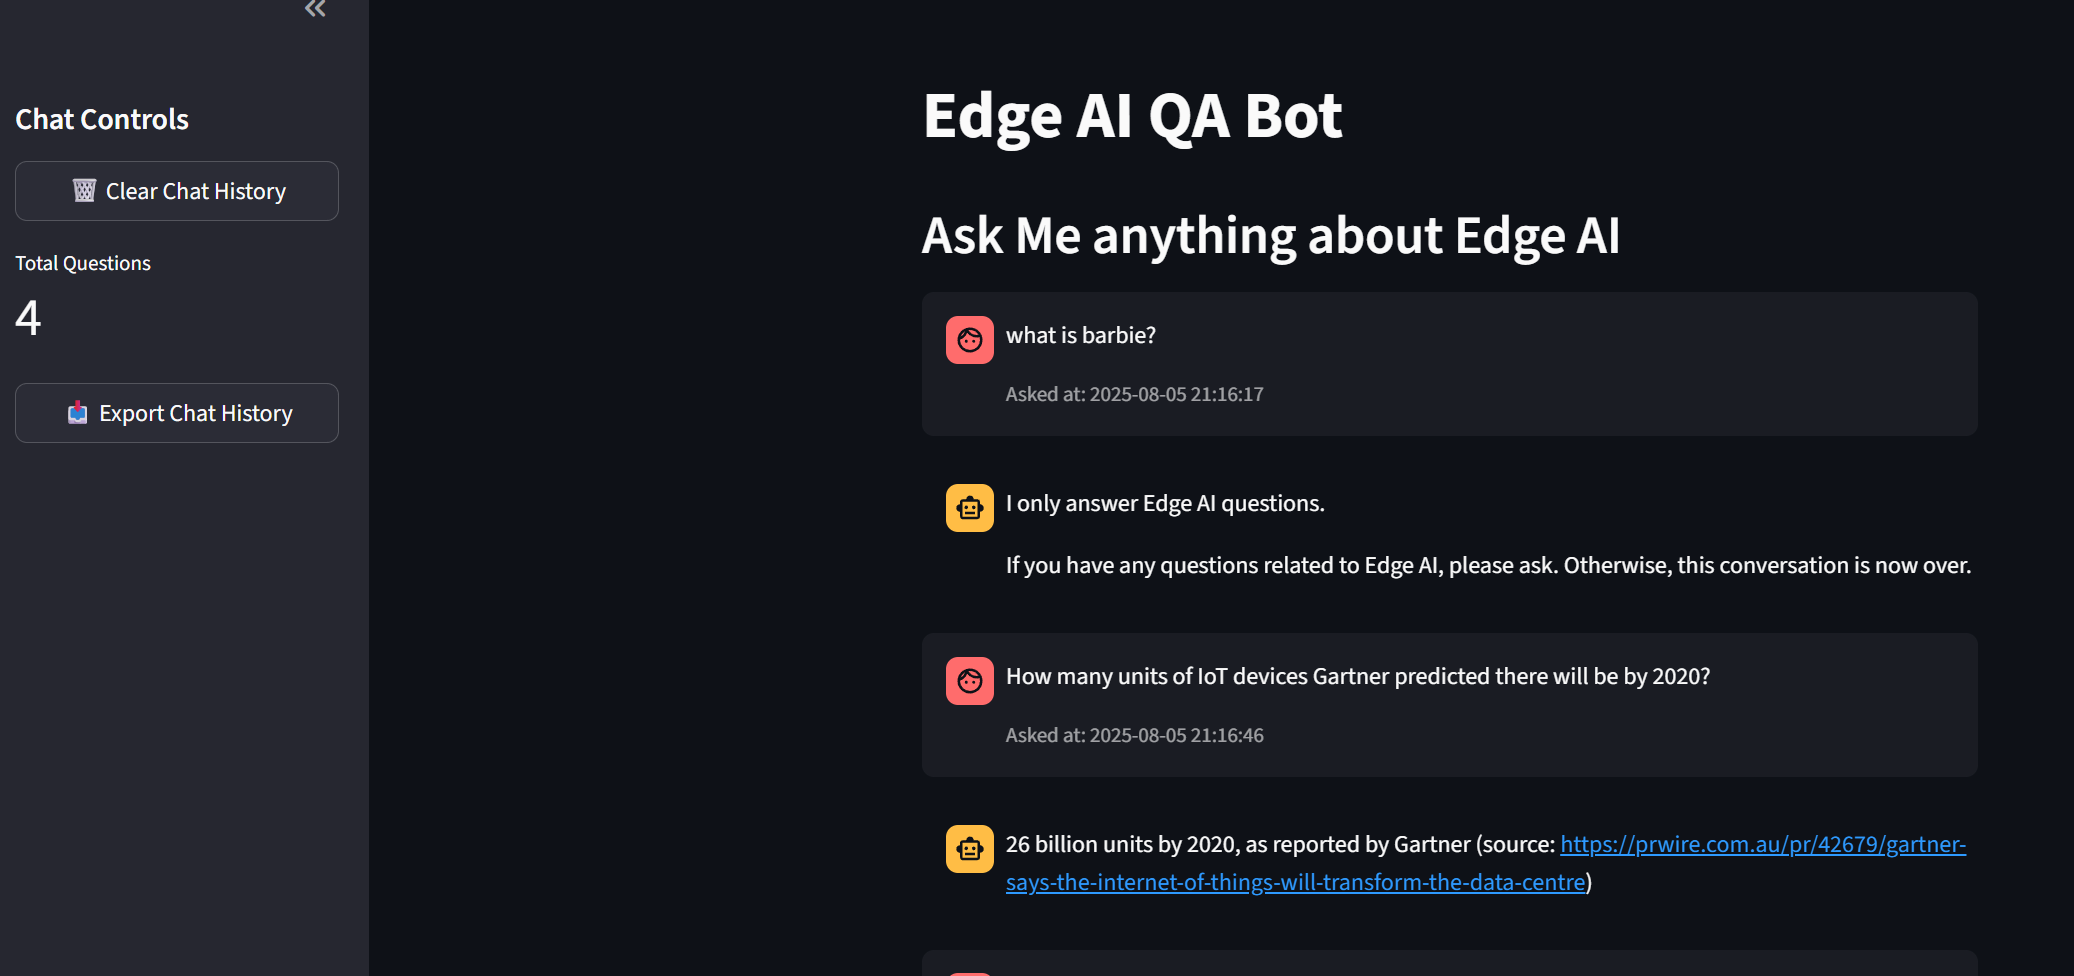 Chat Controls
Clear Chat History
Total Questions
4
Export Chat History
Edge AI QA Bot
Ask Me anything about Edge AI
what is barbie?
Asked at: 2025-08-05 21:16:17
I only answer Edge AI questions.
If you have any questions related to Edge AI, please ask. Otherwise, this conversation is now over.
How many units of IoT devices Gartner predicted there will be by 2020?
Asked at: 2025-08-05 21:16:46
26 billion units by 2020, as reported by Gartner (source: https://prwire.com.au/pr/42679/gartner-
says-the-internet-of-things-will-transform-the-data-centre)